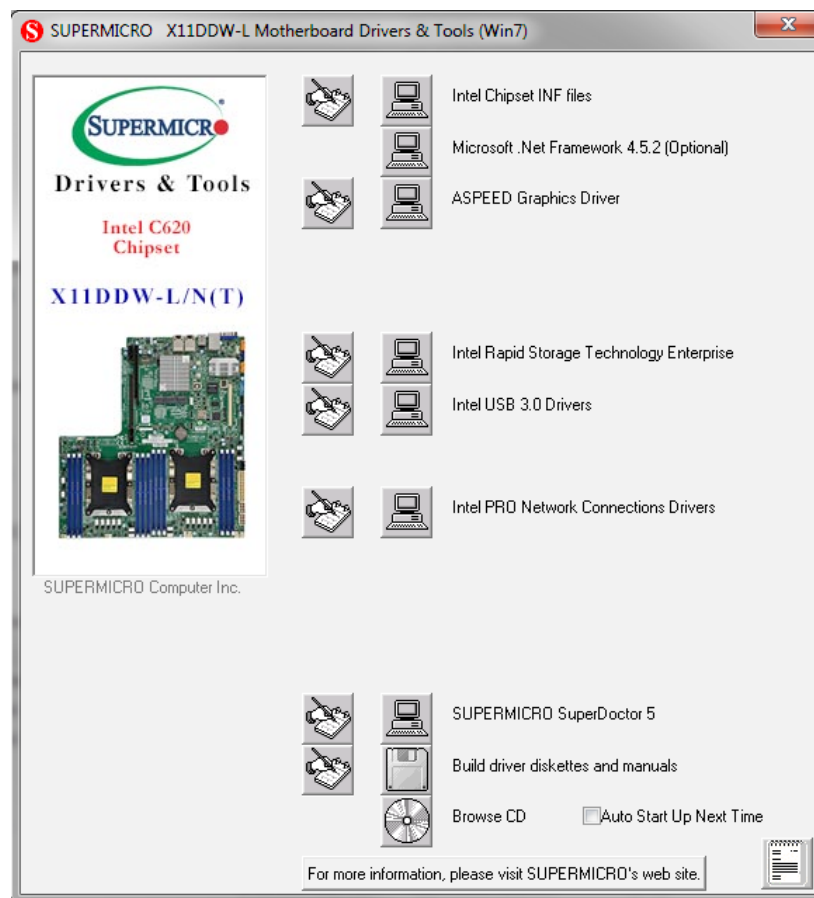 SUPERMICRO X11DDW-L Motherboard Drivers & Tools (Win7)
SUPERMICRO
Drivers & Tools
Intel C620
Chipset
X11DDW-L/N(T)
SUPERMICRO Computer Inc.
Intel Chipset INF files
Microsoft .Net Framework 4.5.2 (Optional)
ASPEED Graphics Driver
Intel Rapid Storage Technology Enterprise
Intel USB 3.0 Drivers
Intel PRO Network Connections Drivers
SUPERMICRO SuperDoctor 5
Build driver diskettes and manuals
Browse CD
Auto Start Up Next Time
For more information, please visit SUPERMICRO's web site.